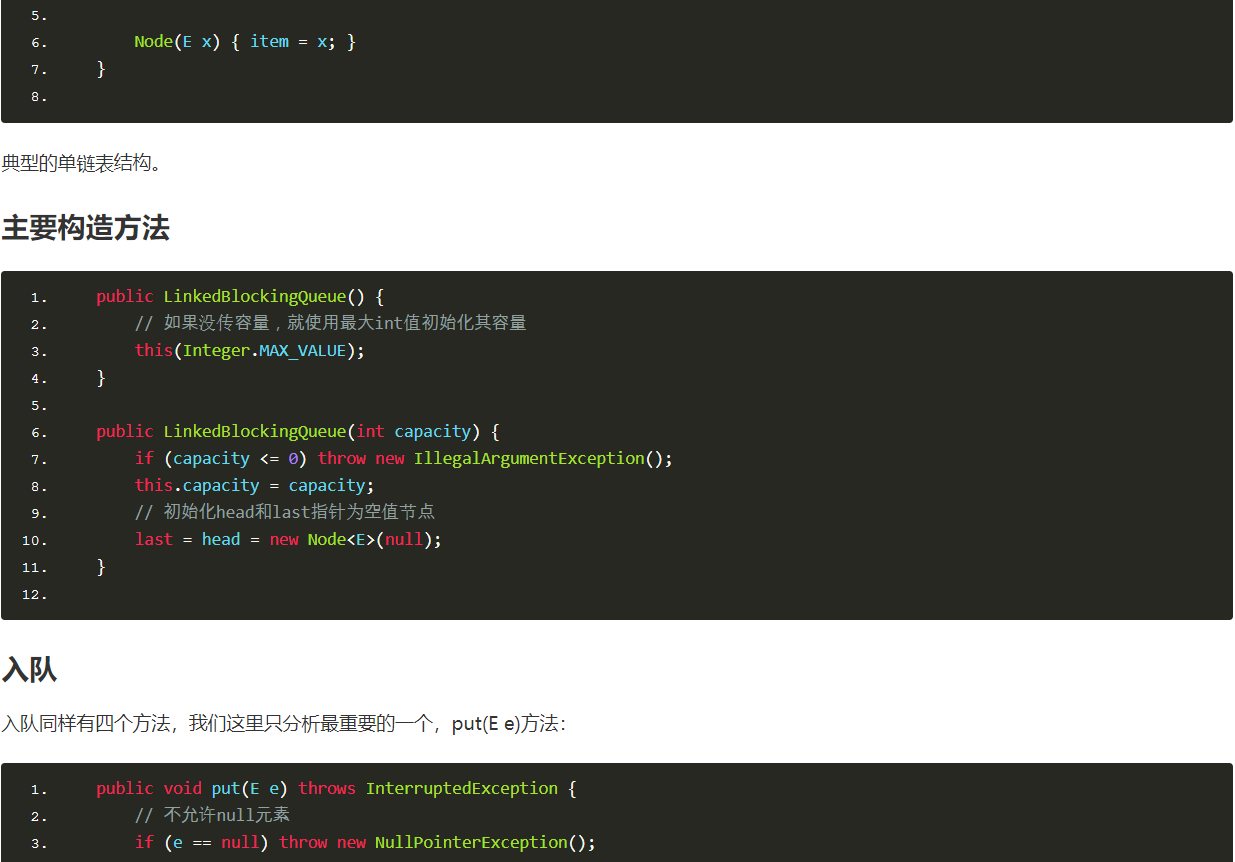 5.
6. Node(E x) { item = x; }
7. }
8.
典型的单链表结构。
主要构造方法
1. public LinkedBlockingQueue() {
2. // 如果没传容量，就使用最大int值初始化其容量
3. this(Integer.MAX_VALUE);
4. }
5.
6. public LinkedBlockingQueue(int capacity) {
7. if (capacity <= 0) throw new IllegalArgumentException();
8. this.capacity = capacity;
9. // 初始化head和last指针为空值节点
10. last = head = new Node<E>(null);
11. }
12.
入队
入队同样有四个方法，我们这里只分析最重要的一个，put(E e)方法：
1. public void put(E e) throws InterruptedException {
2. // 不允许null元素
3. if (e == null) throw new NullPointerException();